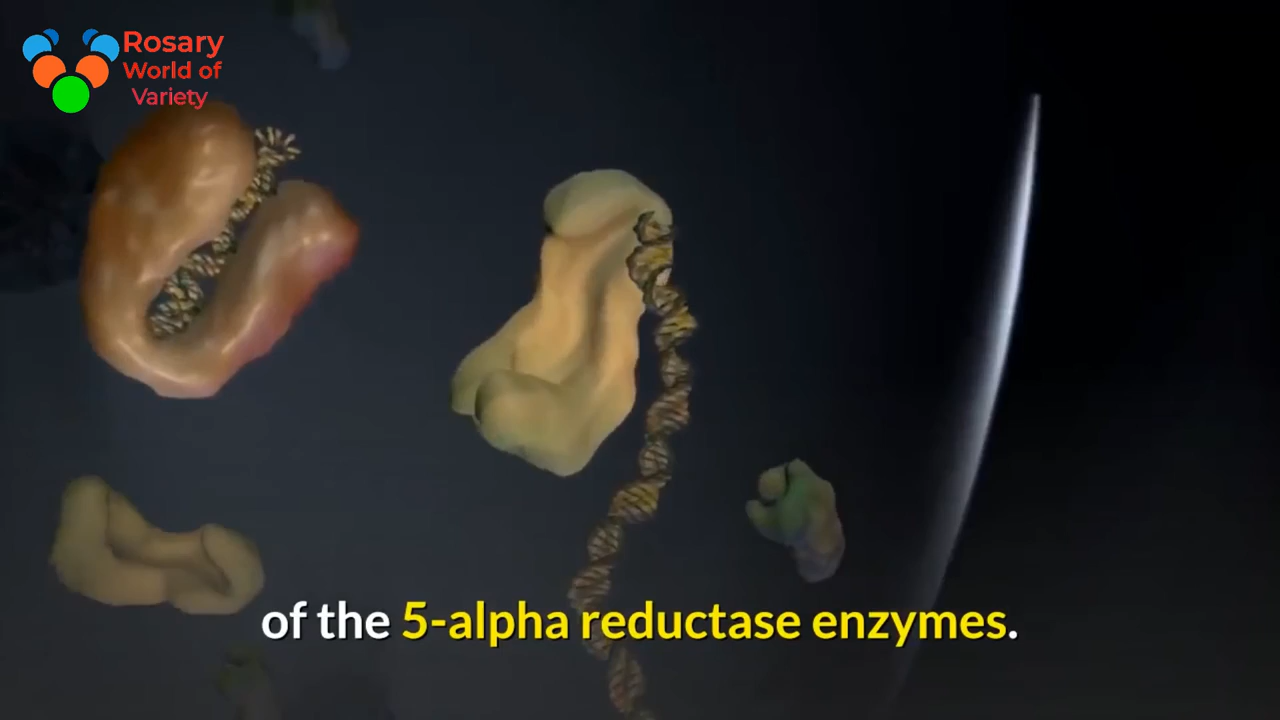 Rosary
World of
Variety
of the 5-alpha reductase enzymes.